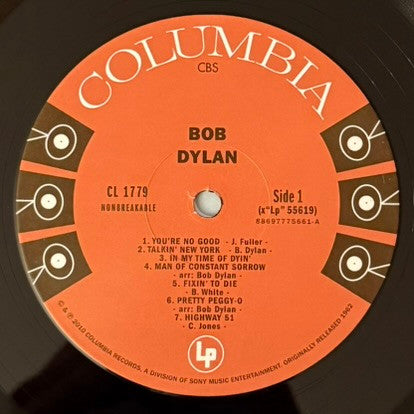 COLUMBIA
CBS
BOB
DYLAN
CL 1779
NONBREAKABLE
Side 1
(x"Lp" 55619)
88697775661-A
1. YOU'RE NO GOOD - J. Fuller -
2. TALKIN' NEW YORK - B. Dylan -
3. IN MY TIME OF DYIN'
4. MAN OF CONSTANT SORROW
- arr: Bob Dylan -
5. FIXIN' TO DIE
- B. White -
6. PRETTY PEGGY-O
- arr: Bob Dylan -
7. HIGHWAY 51
- C. Jones -
Lp
© & ℗ 2010 COLUMBIA RECORDS, A DIVISION OF SONY MUSIC ENTERTAINMENT. ORIGINALLY RELEASED 1962